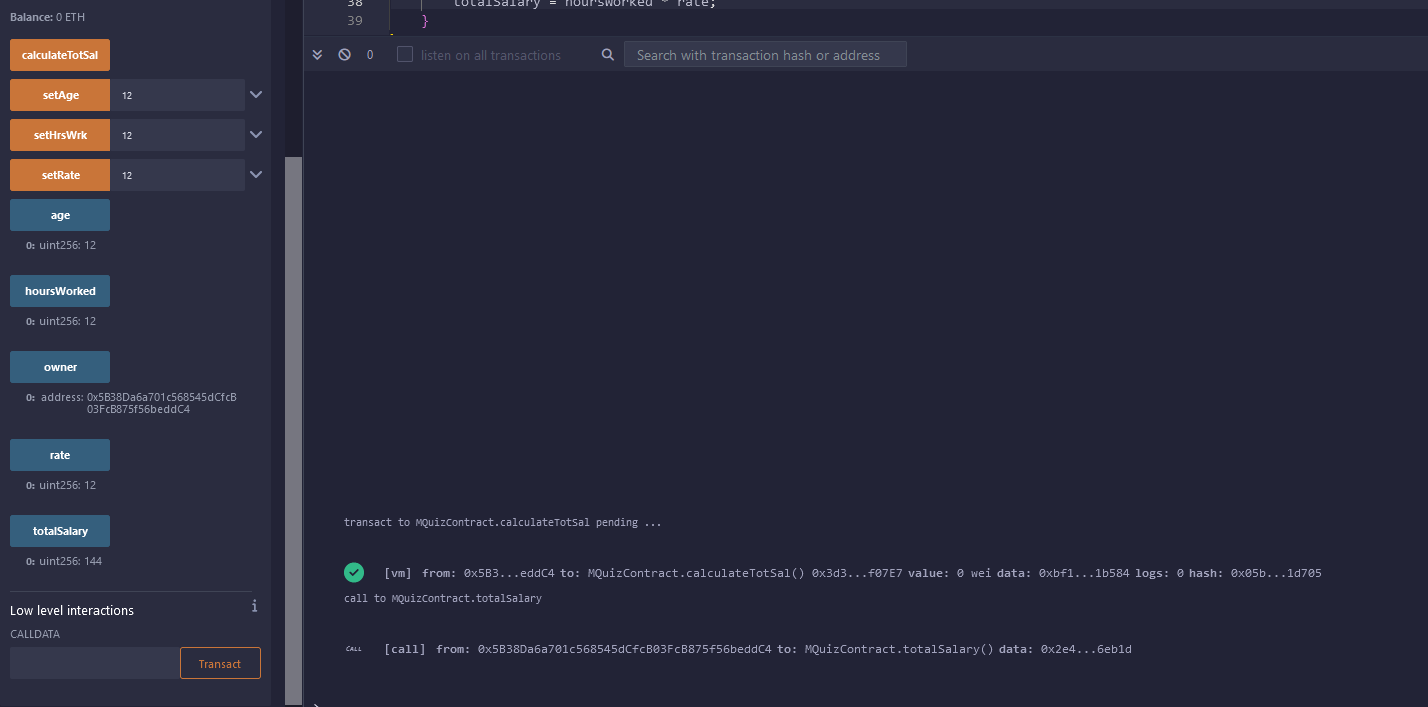 Balance: 0 ETH
calculateTotSal
setAge 12
setHrsWrk 12
setRate 12
age
0: uint256: 12
hoursWorked
0: uint256: 12
owner
0: address: 0x5B38Da6a701c568545dCfcB
03FcB875f56beddC4
rate
0: uint256: 12
totalSalary
0: uint256: 144
Low level interactions i
CALLDATA
Transact
38 totalSalary = hoursWorked * rate;
39 }
0 listen on all transactions Search with transaction hash or address
transact to MQuizContract.calculateTotSal pending ...
[vm] from: 0x5B3...eddC4 to: MQuizContract.calculateTotSal() 0x3d3...f07E7 value: 0 wei data: 0xbf1...1b584 logs: 0 hash: 0x05b...1d705
call to MQuizContract.totalSalary
CALL [call] from: 0x5B38Da6a701c568545dCfcB03FcB875f56beddC4 to: MQuizContract.totalSalary() data: 0x2e4...6eb1d
>